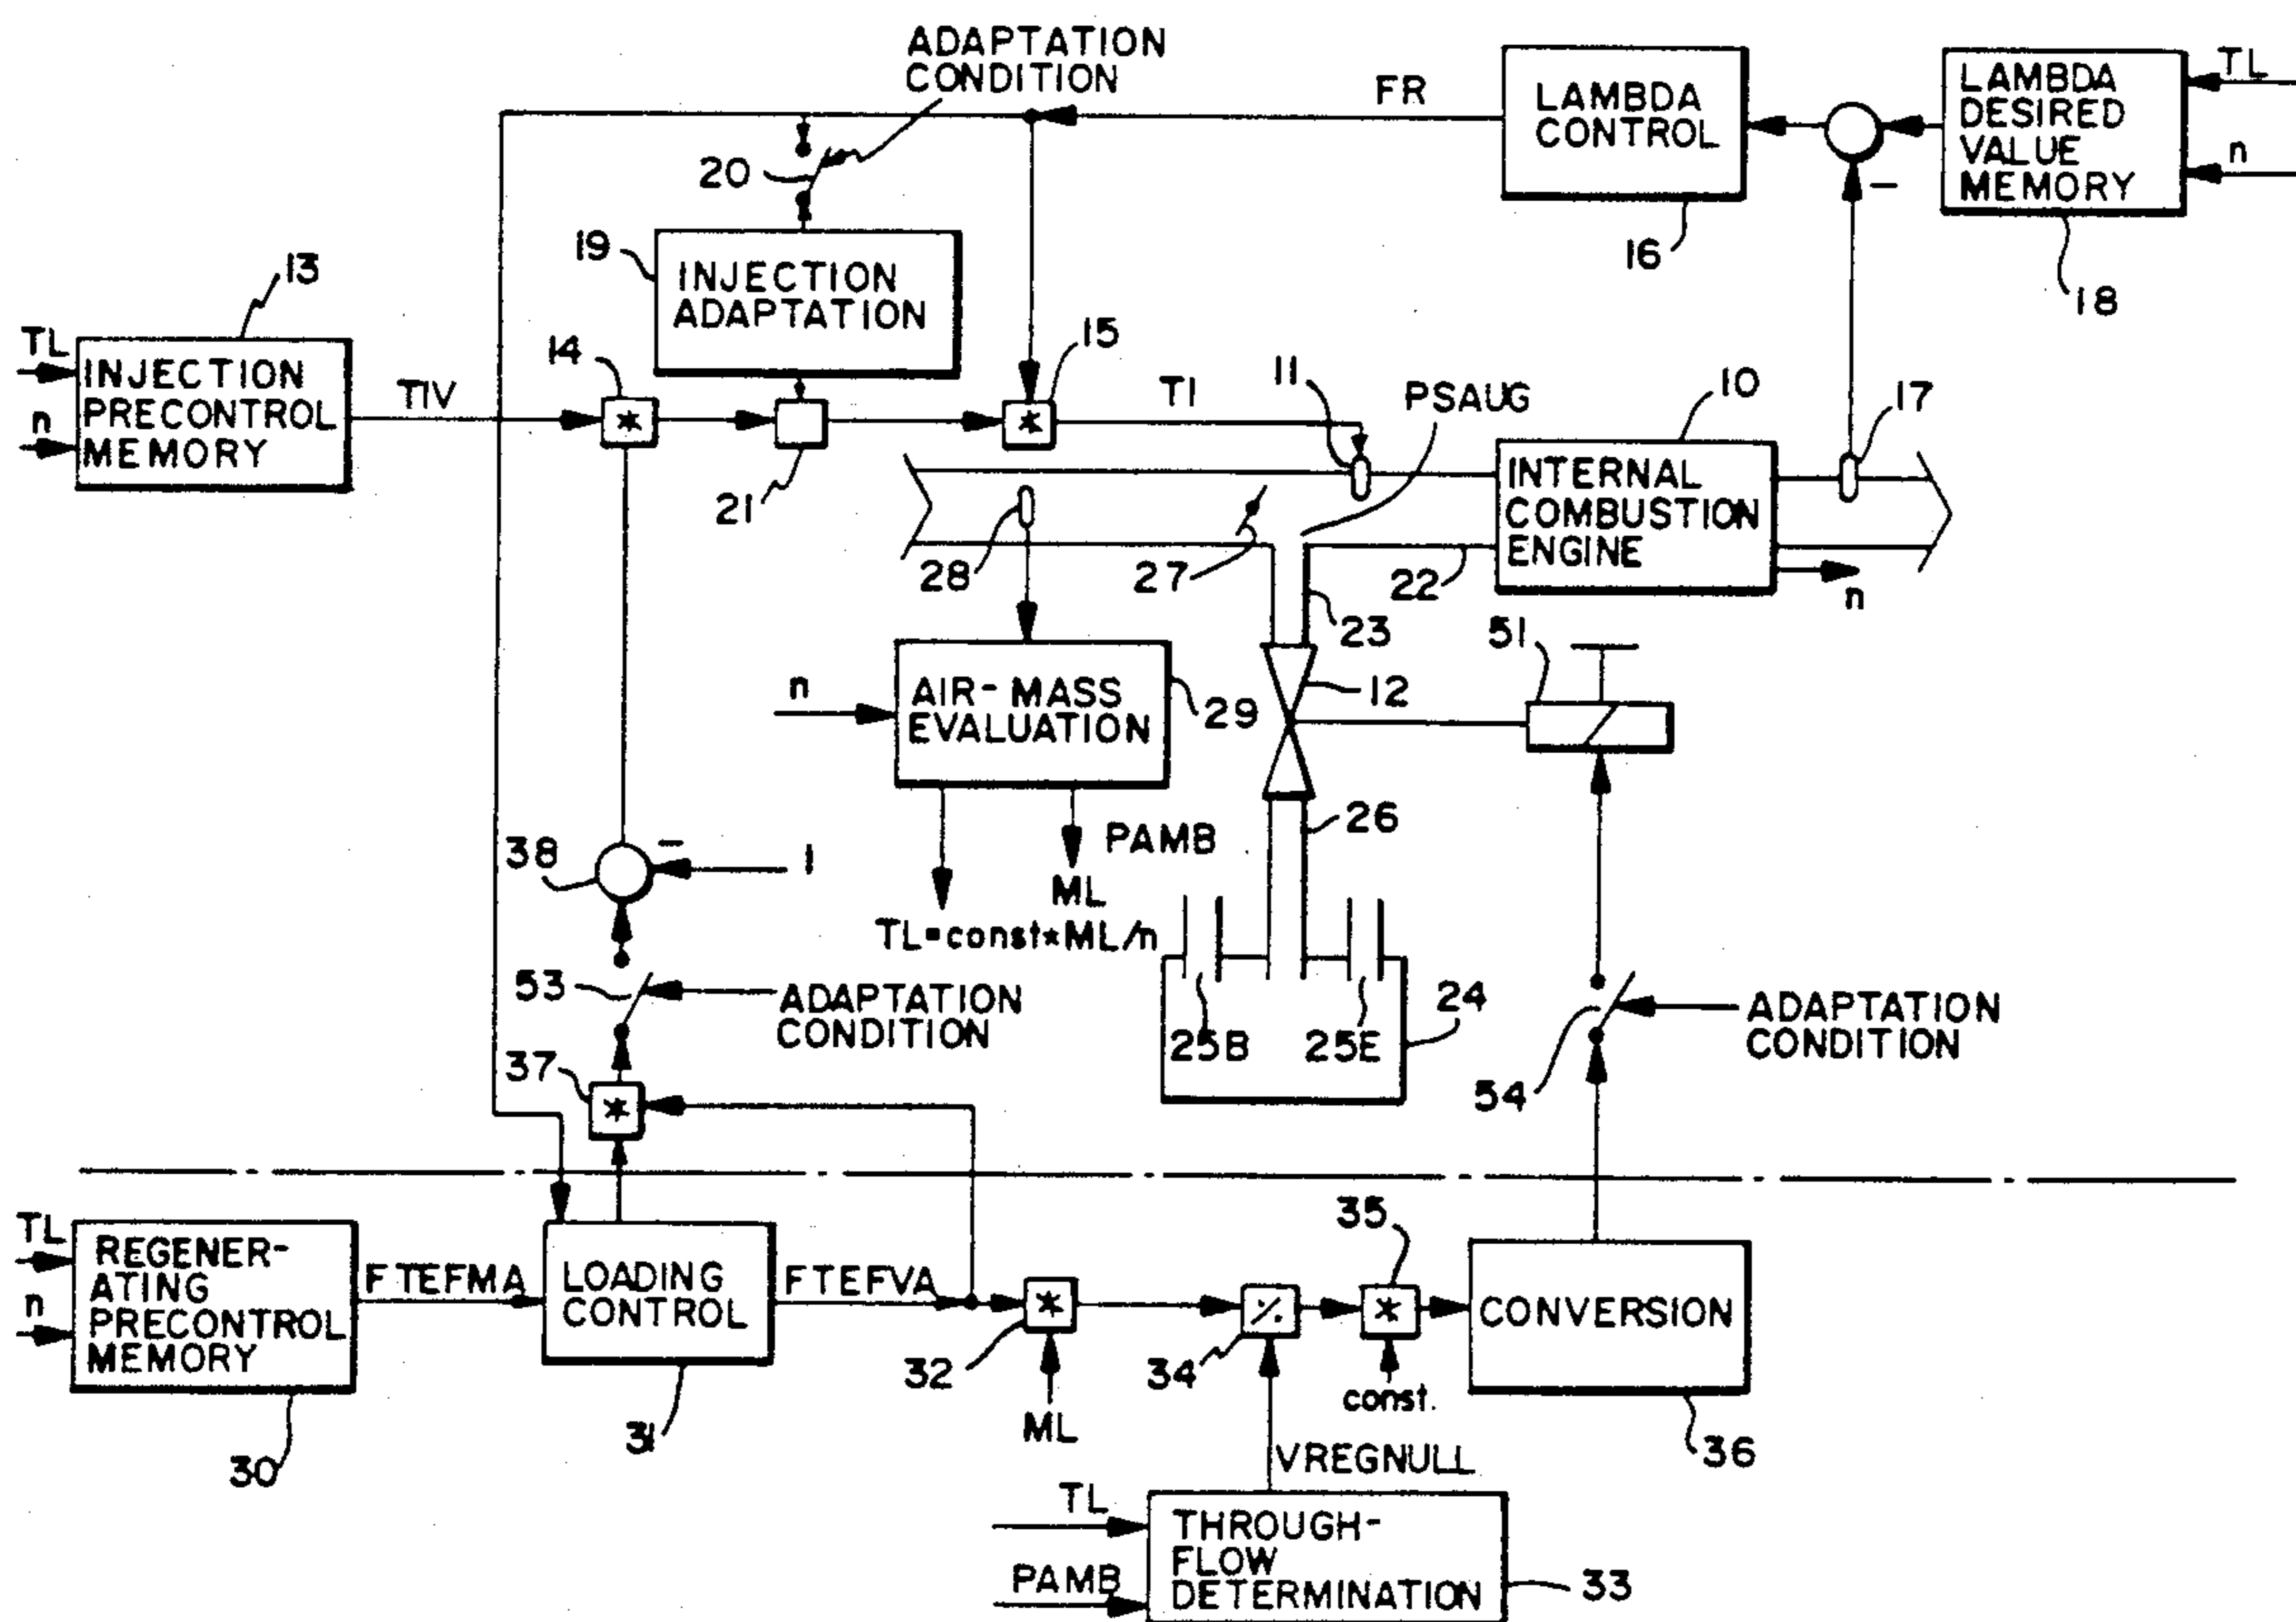 ADAPTATION
CONDITION
FR
LAMBDA
CONTROL
16
LAMBDA
DESIRED
VALUE
MEMORY
18
TL
n
-
20
19
INJECTION
ADAPTATION
13
TL
n
INJECTION
PRECONTROL
MEMORY
TIV
14
*
21
15
*
TI
11
PSAUG
10
INTERNAL
COMBUSTION
ENGINE
17
n
28
27
22
23
n
AIR-MASS
EVALUATION
29
12
51
PAMB
ML
TL=const*ML/n
26
38
-
1
53
ADAPTATION
CONDITION
25B
25E
24
54
ADAPTATION
CONDITION
37
*
TL
n
REGENER-
ATING
PRECONTROL
MEMORY
30
FTEFMA
LOADING
CONTROL
31
FTEFVA
*
32
ML
%
34
35
*
const.
CONVERSION
36
VREGNULL
TL
PAMB
THROUGH-
FLOW
DETERMINATION
33